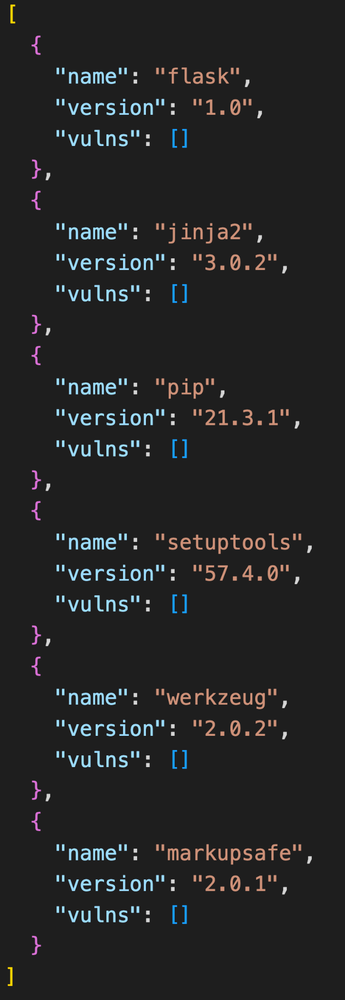 [
  {
    "name": "flask",
    "version": "1.0",
    "vulns": []
  },
  {
    "name": "jinja2",
    "version": "3.0.2",
    "vulns": []
  },
  {
    "name": "pip",
    "version": "21.3.1",
    "vulns": []
  },
  {
    "name": "setuptools",
    "version": "57.4.0",
    "vulns": []
  },
  {
    "name": "werkzeug",
    "version": "2.0.2",
    "vulns": []
  },
  {
    "name": "markupsafe",
    "version": "2.0.1",
    "vulns": []
  }
]